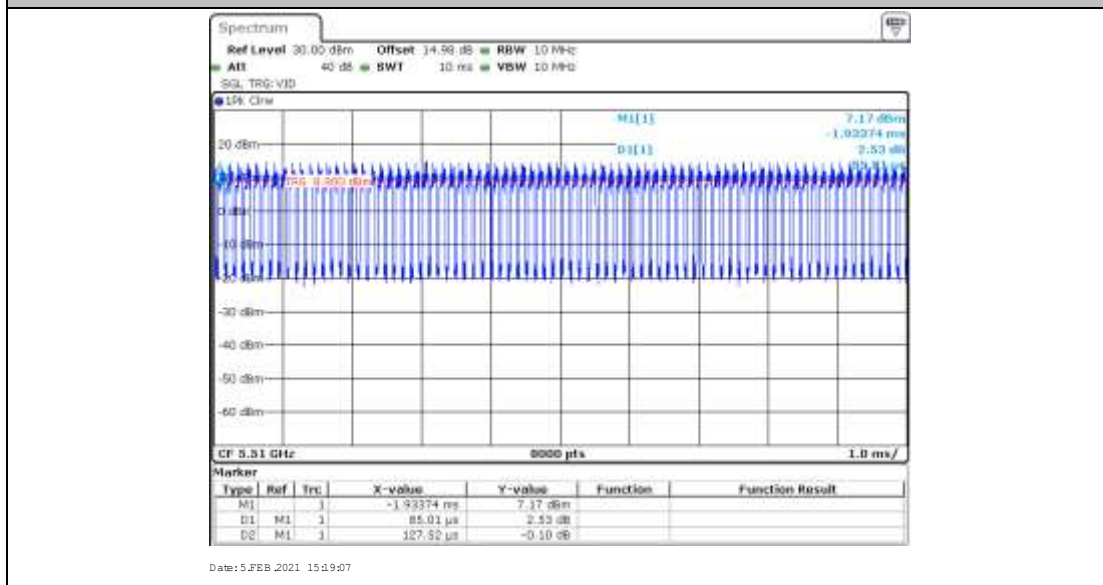 Spectrum
Ref Level 30.00 dBm Offset 14.98 dB RBW 10 MHz
Att 40 dB SWT 10 ms VBW 10 MHz
SGL TRG: VID
1Pk Clrw
M1[1] 7.17 dBm
-1.93374 ms
20 dBm D1[1] 2.53 dB
TRG
0 dBm
-10 dBm
-20 dBm
-30 dBm
-40 dBm
-50 dBm
-60 dBm
CF 5.51 GHz 8000 pts 1.0 ms/
Marker
Type Ref Trc X-value Y-value Function Function Result
M1 1 -1.93374 ms 7.17 dBm
D1 M1 1 85.01 µs 2.53 dB
D2 M1 1 127.52 µs -0.10 dB
Date: 5.FEB.2021 15:19:07